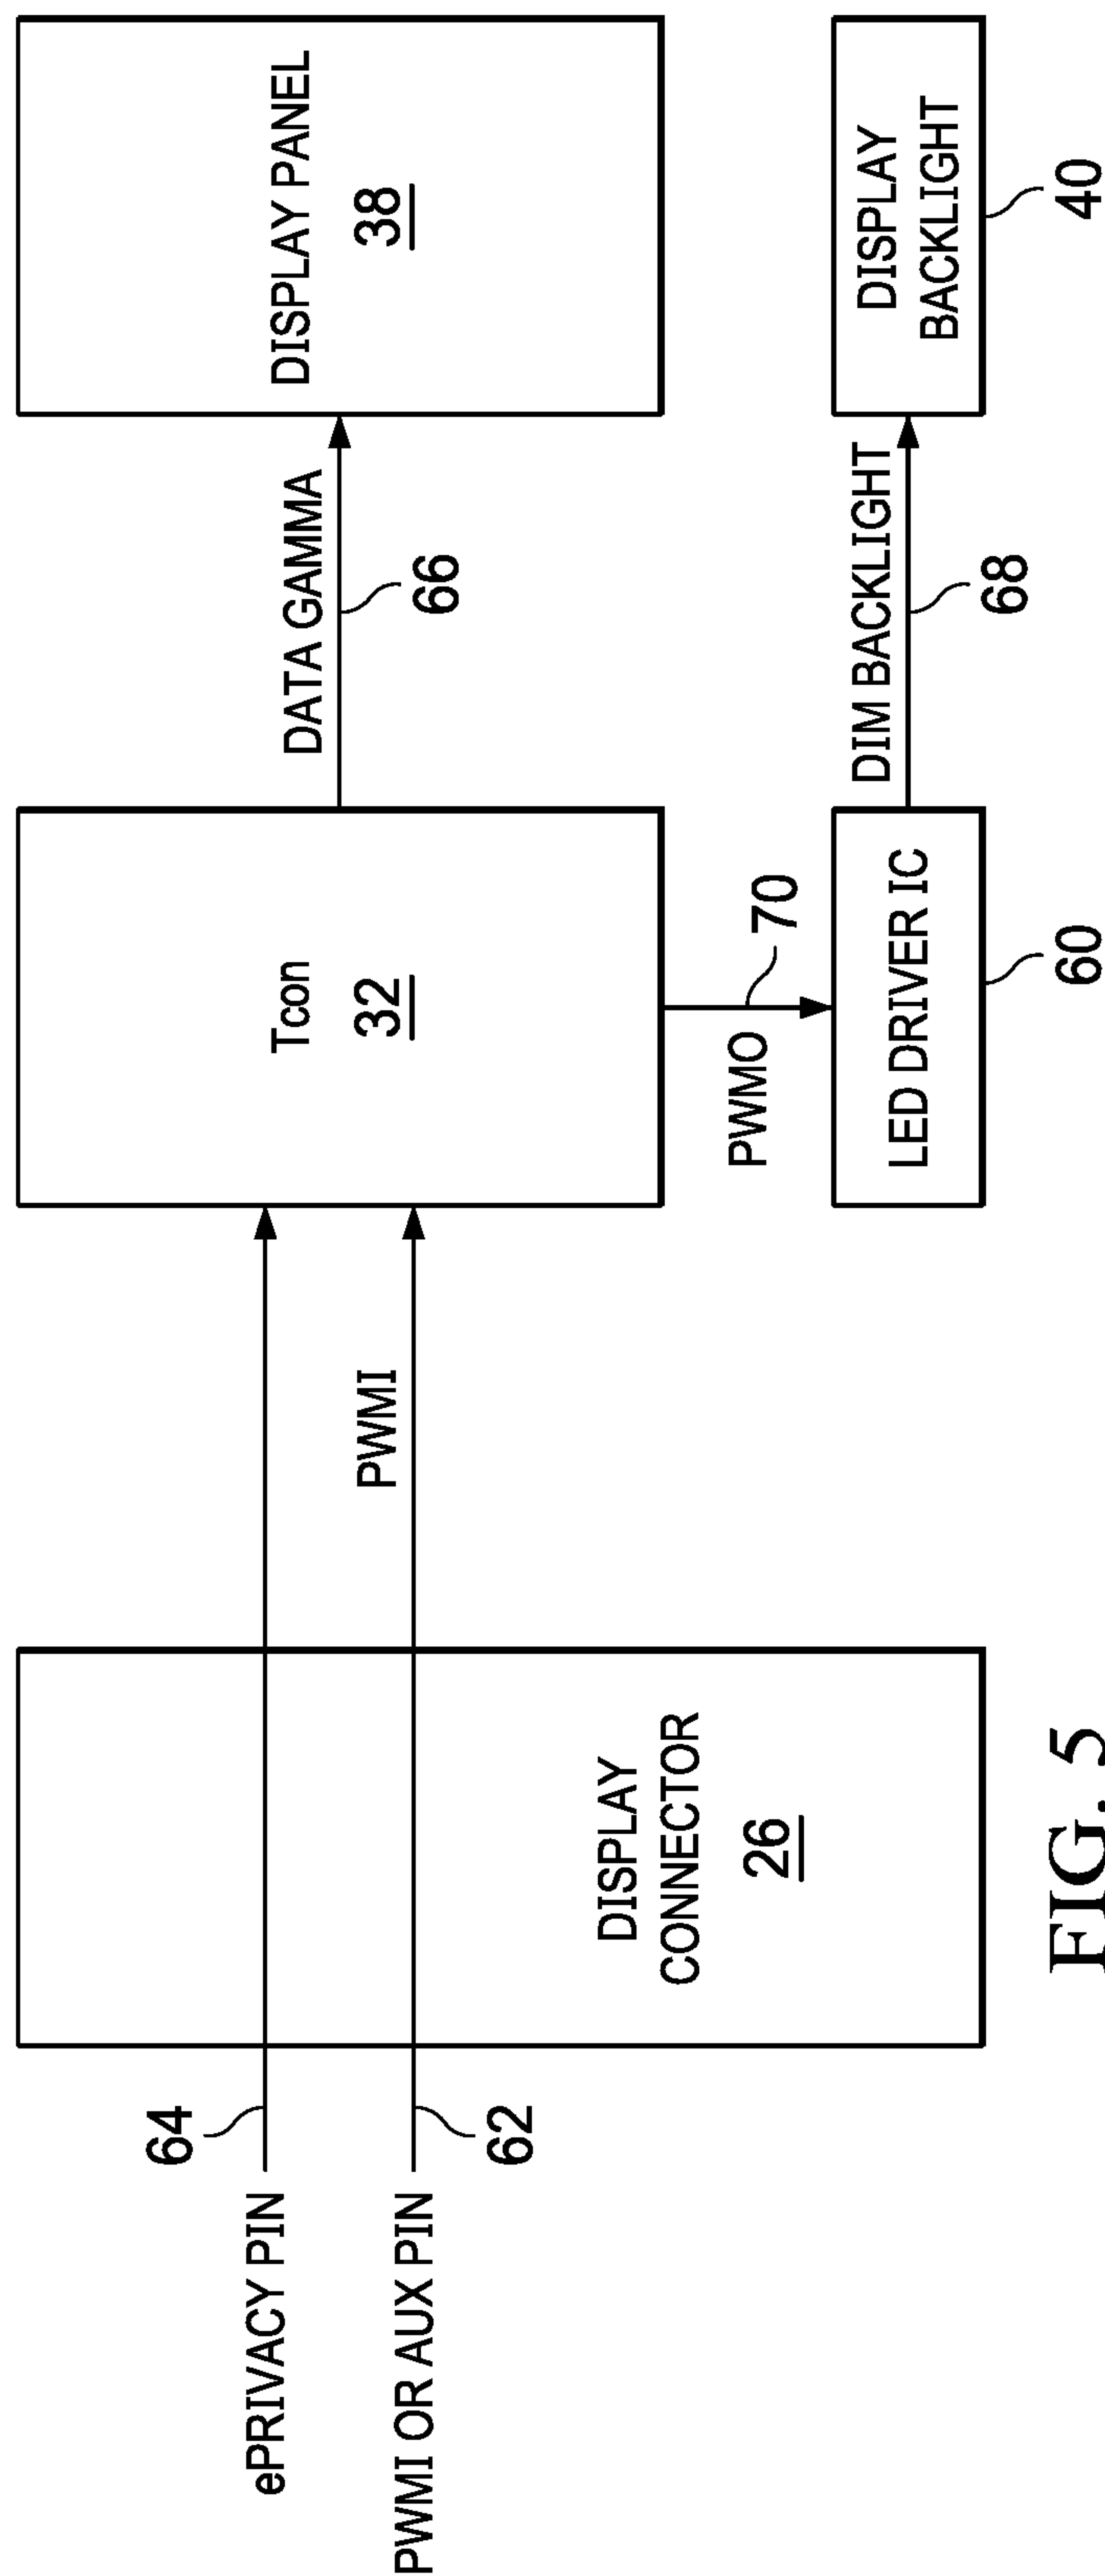 ePRIVACY PIN
64
PWMI OR AUX PIN
62
DISPLAY
CONNECTOR
26
PWMI
Tcon
32
PWMO
70
LED DRIVER IC
60
DATA GAMMA
66
DIM BACKLIGHT
68
DISPLAY PANEL
38
DISPLAY
BACKLIGHT
40
FIG. 5